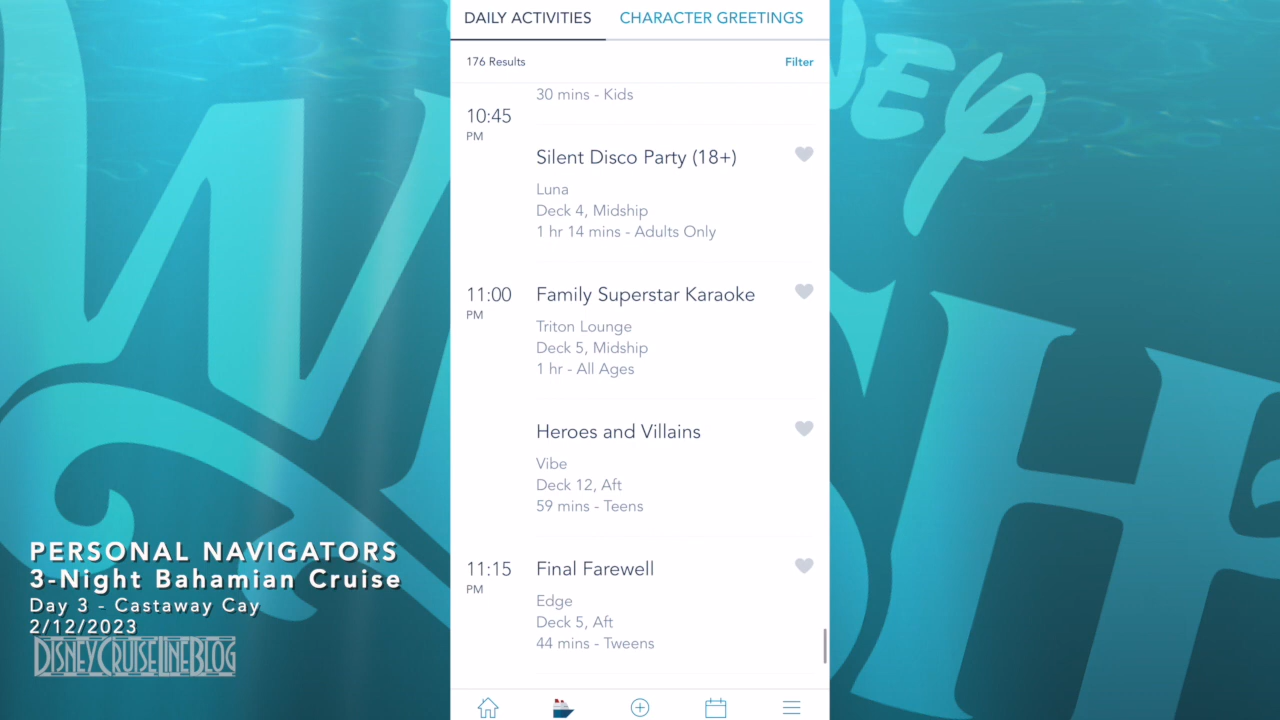 DAILY ACTIVITIES
CHARACTER GREETINGS
176 Results
Filter
30 mins - Kids
10:45
PM
Silent Disco Party (18+)
Luna
Deck 4, Midship
1 hr 14 mins - Adults Only
11:00
PM
Family Superstar Karaoke
Triton Lounge
Deck 5, Midship
1 hr - All Ages
Heroes and Villains
Vibe
Deck 12, Aft
59 mins - Teens
11:15
PM
Final Farewell
Edge
Deck 5, Aft
44 mins - Tweens
PERSONAL NAVIGATORS
3-Night Bahamian Cruise
Day 3 - Castaway Cay
2/12/2023
DISNEYCRUISELINEBLOG